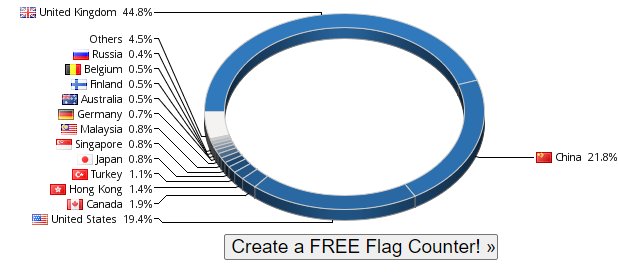 United Kingdom 44.8%
Others 4.5%
Russia 0.4%
Belgium 0.5%
Finland 0.5%
Australia 0.5%
Germany 0.7%
Malaysia 0.8%
Singapore 0.8%
Japan 0.8%
Turkey 1.1%
Hong Kong 1.4%
Canada 1.9%
United States 19.4%
China 21.8%
Create a FREE Flag Counter! »